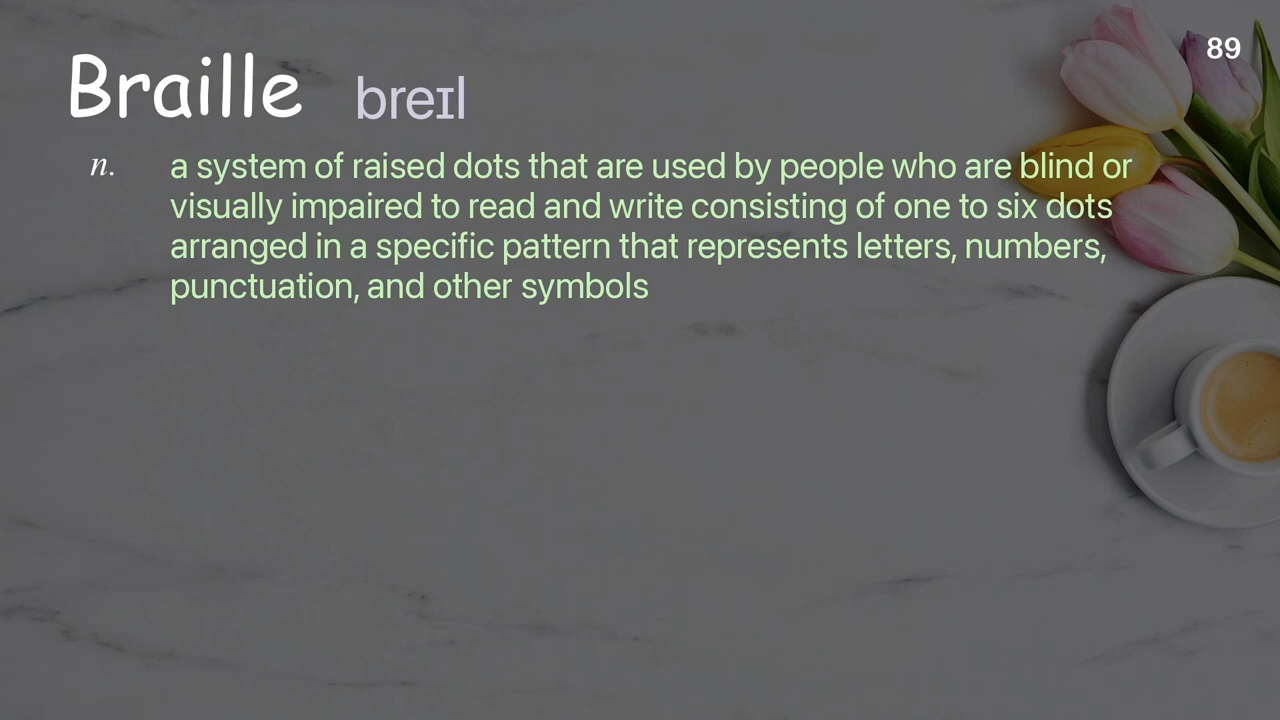 89
Braille breɪl
n. a system of raised dots that are used by people who are blind or
visually impaired to read and write consisting of one to six dots
arranged in a specific pattern that represents letters, numbers,
punctuation, and other symbols